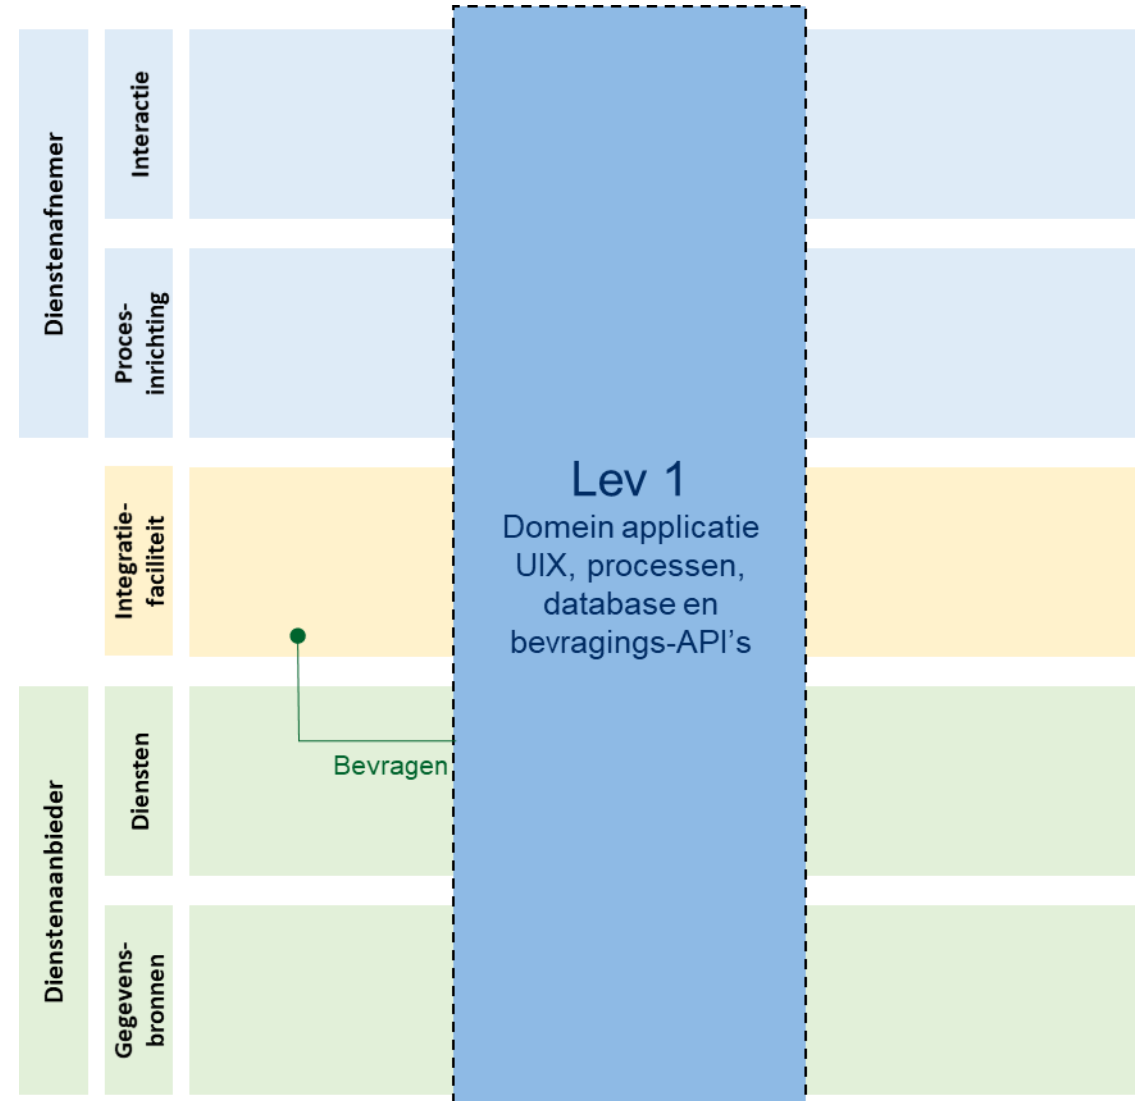 Dienstenafnemer
Interactie
Proces-
inrichting
Integratie-
faciliteit
Lev 1
Domein applicatie
UIX, processen,
database en
bevragings-API's
Bevragen
Dienstenaanbieder
Diensten
Gegevens-
bronnen